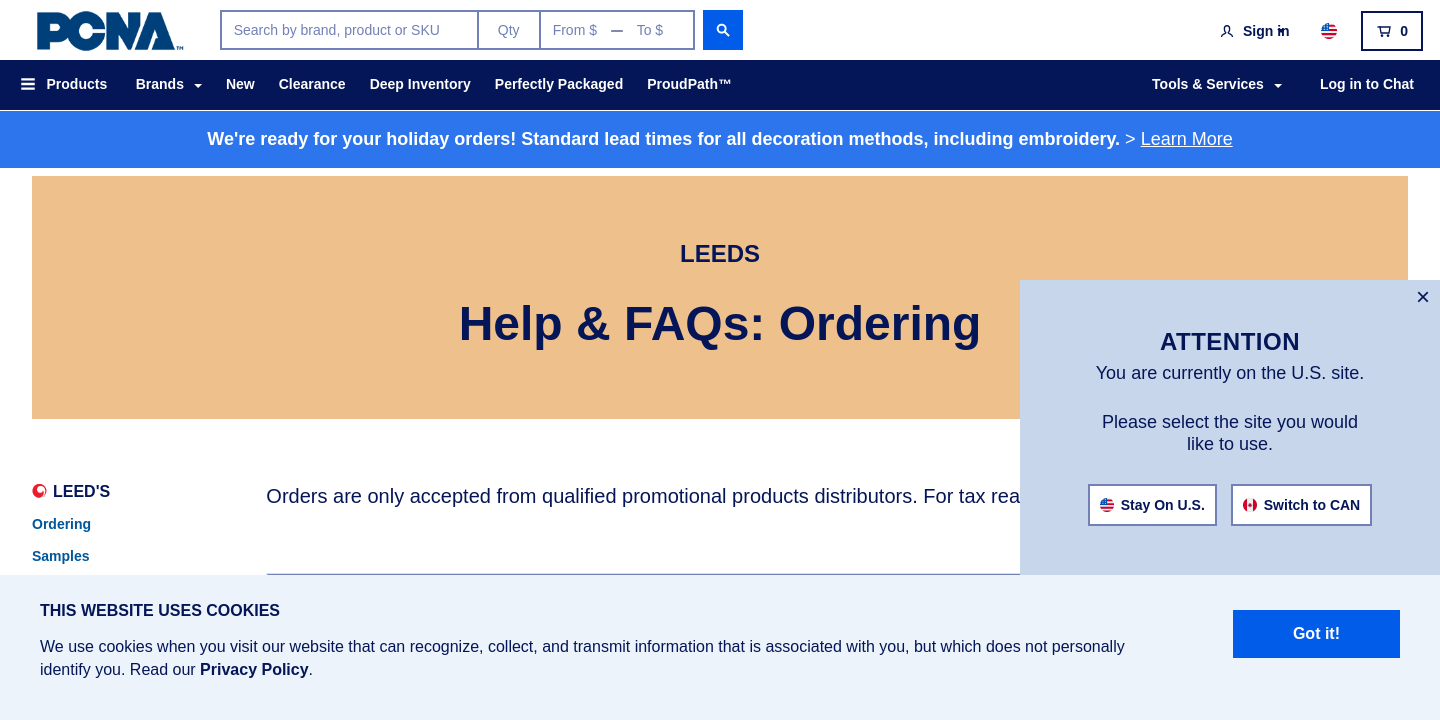 PCNA™
Search by brand, product or SKU
Qty
From $ — To $
Sign in
0
Products
Brands
New
Clearance
Deep Inventory
Perfectly Packaged
ProudPath™
Tools & Services
Log in to Chat
We're ready for your holiday orders! Standard lead times for all decoration methods, including embroidery. > Learn More
LEEDS
Help & FAQs: Ordering
×
ATTENTION
You are currently on the U.S. site.
Please select the site you would
like to use.
Stay On U.S.
Switch to CAN
LEED'S
Ordering
Samples
Orders are only accepted from qualified promotional products distributors. For tax
THIS WEBSITE USES COOKIES
We use cookies when you visit our website that can recognize, collect, and transmit information that is associated with you, but which does not personally
identify you. Read our Privacy Policy.
Got it!